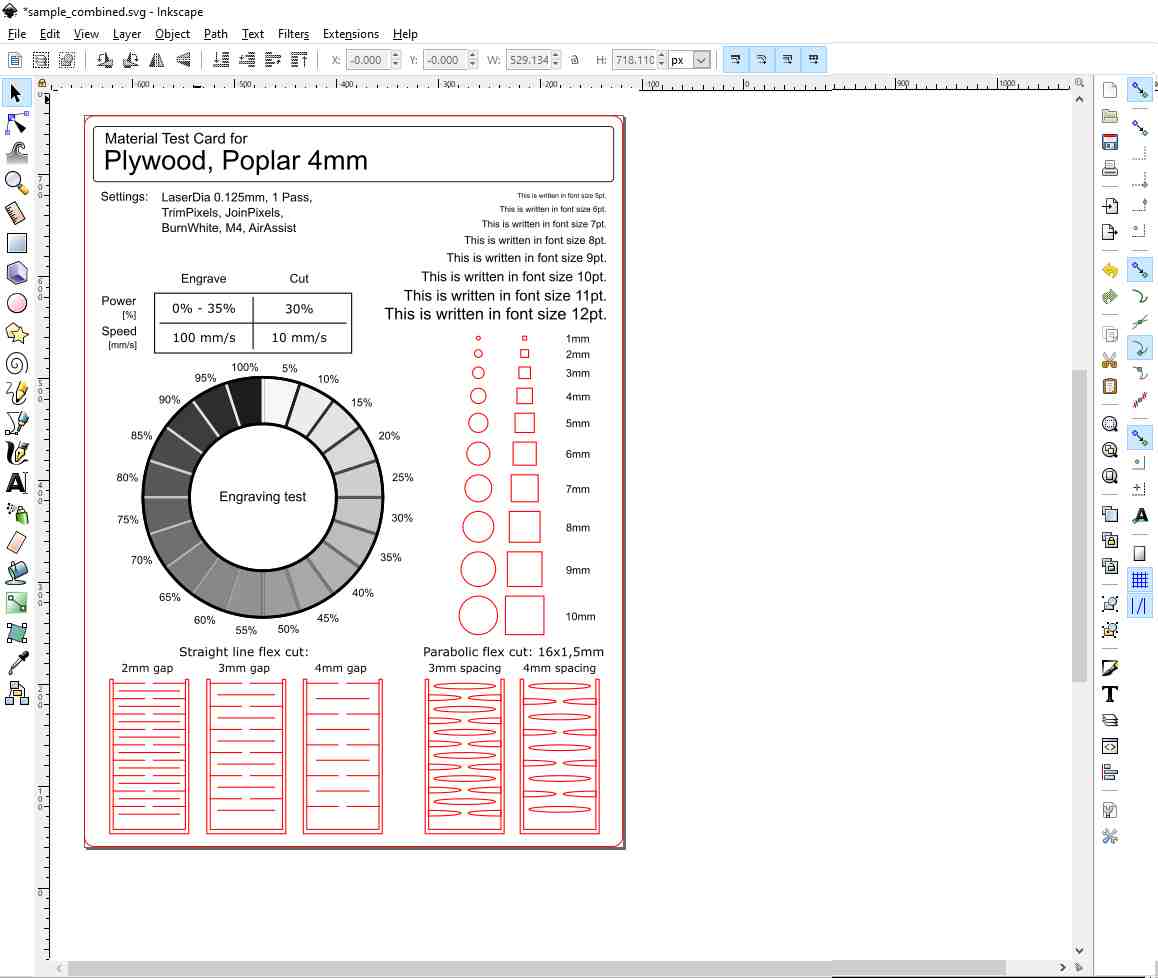 *sample_combined.svg - Inkscape
File Edit View Layer Object Path Text Filters Extensions Help
X: -0.000 Y: -0.000 W: 529.134 H: 718.110 px
Material Test Card for
Plywood, Poplar 4mm
Settings: LaserDia 0.125mm, 1 Pass,
TrimPixels, JoinPixels,
BurnWhite, M4, AirAssist
This is written in font size 5pt.
This is written in font size 6pt.
This is written in font size 7pt.
This is written in font size 8pt.
This is written in font size 9pt.
This is written in font size 10pt.
This is written in font size 11pt.
This is written in font size 12pt.
Engrave Cut
Power
[%]
0% - 35% 30%
Speed
[mm/s]
100 mm/s 10 mm/s
1mm
2mm
3mm
4mm
5mm
6mm
7mm
8mm
9mm
10mm
100% 5%
95% 10%
90% 15%
85% 20%
80% 25%
Engraving test
75% 30%
70% 35%
65% 40%
60% 45%
55% 50%
Straight line flex cut:
2mm gap 3mm gap 4mm gap
Parabolic flex cut: 16x1,5mm
3mm spacing 4mm spacing